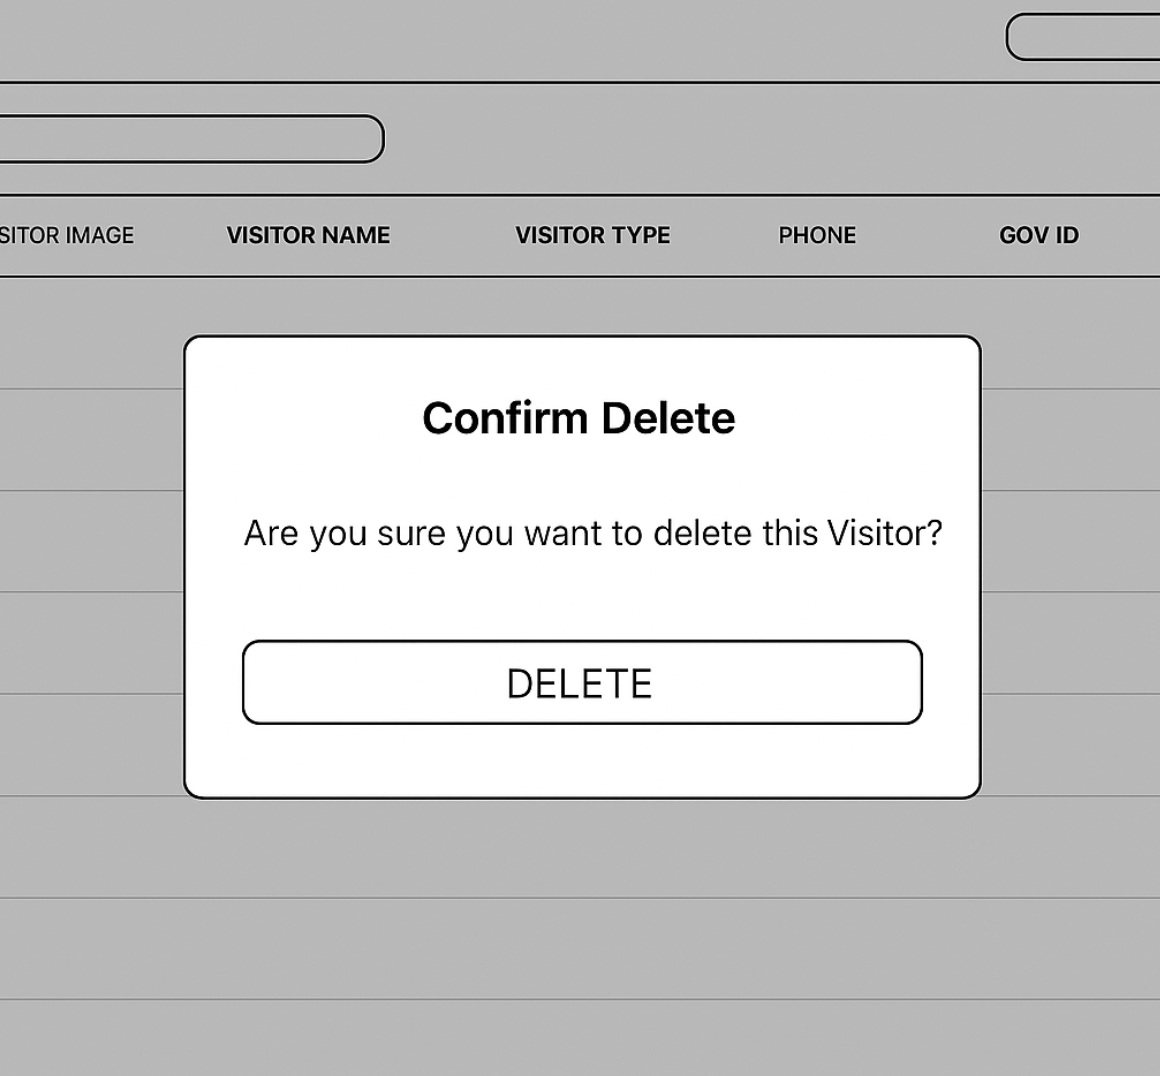 SITOR IMAGE VISITOR NAME VISITOR TYPE PHONE GOV ID
Confirm Delete
Are you sure you want to delete this Visitor?
DELETE